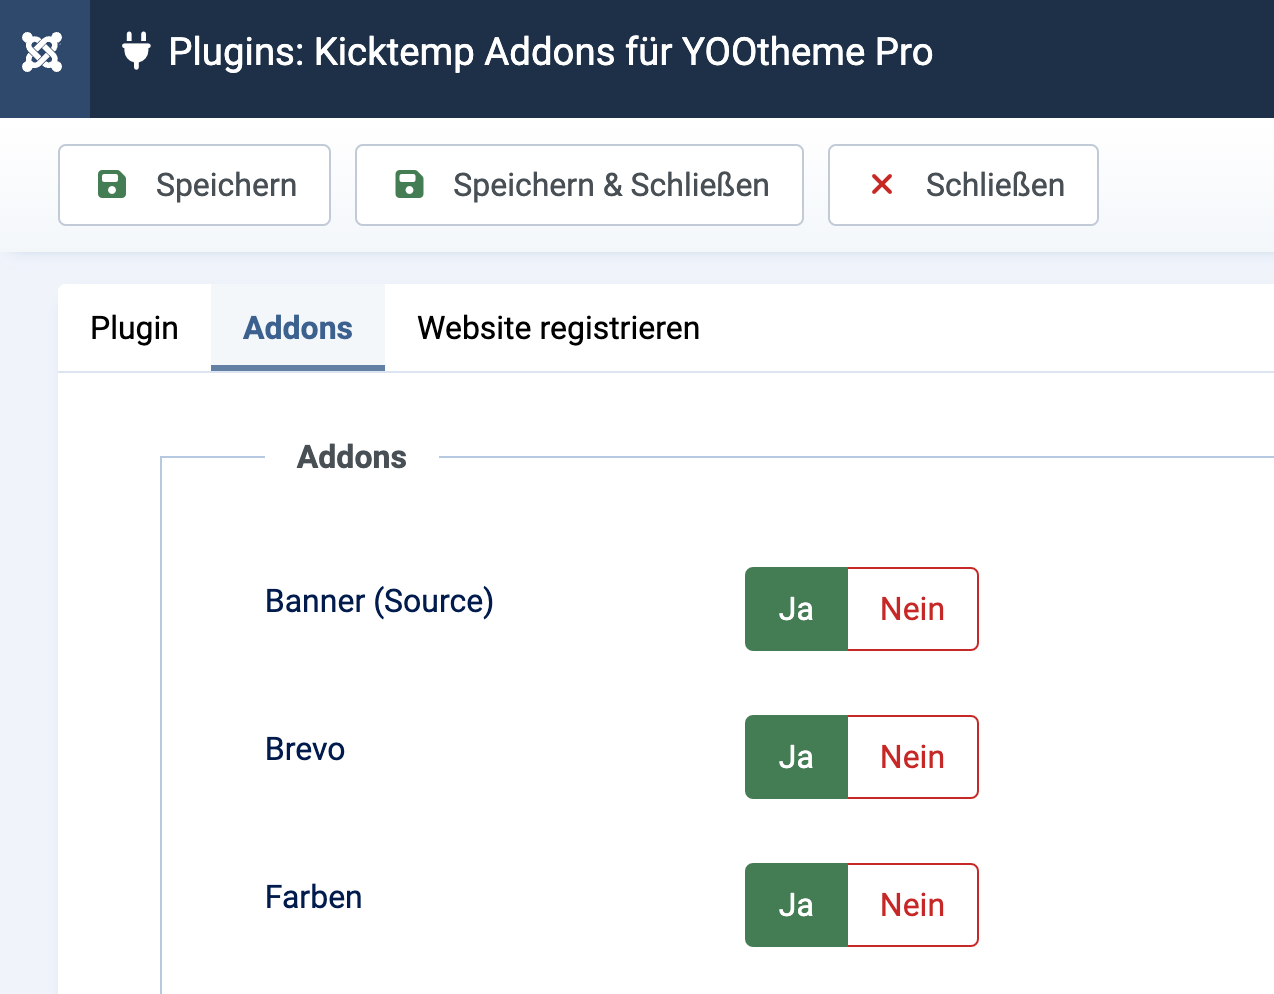 Plugins: Kicktemp Addons für YOOtheme Pro
Speichern
Speichern & Schließen
Schließen
Plugin
Addons
Website registrieren
Addons
Banner (Source)
Ja
Nein
Brevo
Ja
Nein
Farben
Ja
Nein